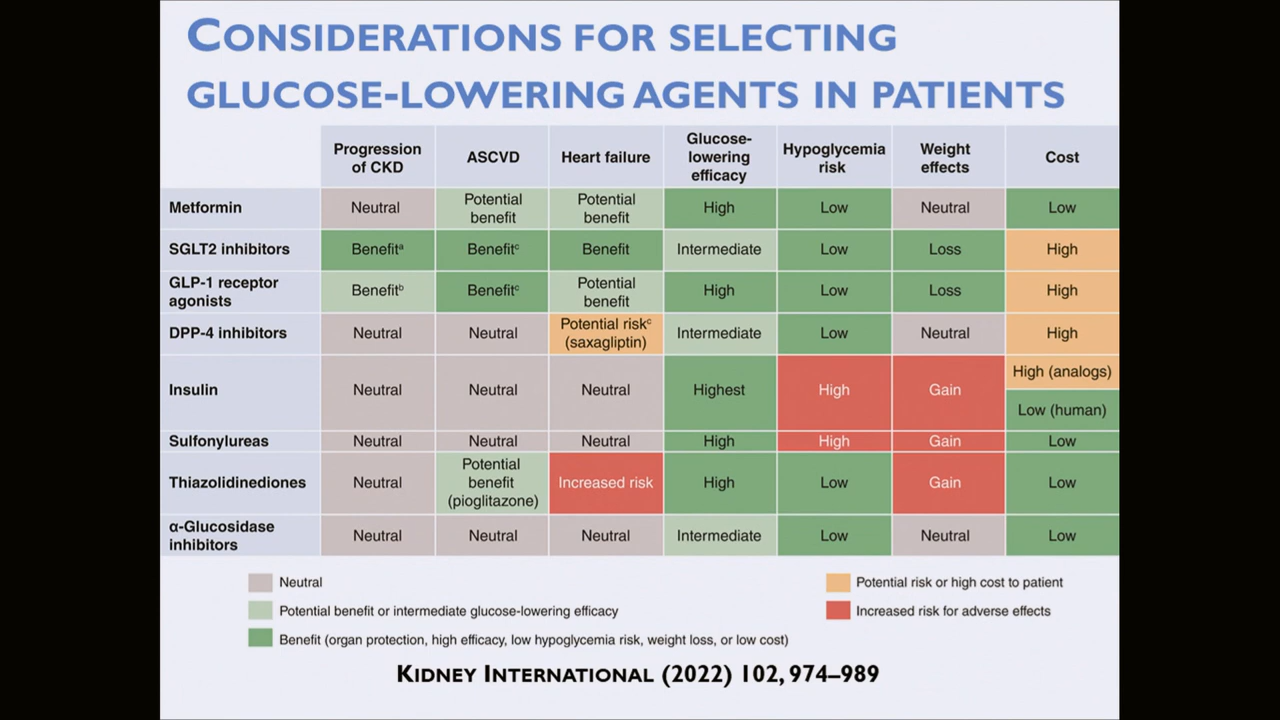 CONSIDERATIONS FOR SELECTING
GLUCOSE-LOWERING AGENTS IN PATIENTS
Progression of CKD	ASCVD	Heart failure	Glucose-lowering efficacy	Hypoglycemia risk	Weight effects	Cost
Metformin	Neutral	Potential benefit	Potential benefit	High	Low	Neutral	Low
SGLT2 inhibitors	Benefitᵃ	Benefitᶜ	Benefit	Intermediate	Low	Loss	High
GLP-1 receptor agonists	Benefitᵇ	Benefitᶜ	Potential benefit	High	Low	Loss	High
DPP-4 inhibitors	Neutral	Neutral	Potential riskᶜ (saxagliptin)	Intermediate	Low	Neutral	High
Insulin	Neutral	Neutral	Neutral	Highest	High	Gain	High (analogs)	Low (human)
Sulfonylureas	Neutral	Neutral	Neutral	High	High	Gain	Low
Thiazolidinediones	Neutral	Potential benefit (pioglitazone)	Increased risk	High	Low	Gain	Low
α-Glucosidase inhibitors	Neutral	Neutral	Neutral	Intermediate	Low	Neutral	Low
Neutral
Potential benefit or intermediate glucose-lowering efficacy
Benefit (organ protection, high efficacy, low hypoglycemia risk, weight loss, or low cost)
Potential risk or high cost to patient
Increased risk for adverse effects
KIDNEY INTERNATIONAL (2022) 102, 974–989